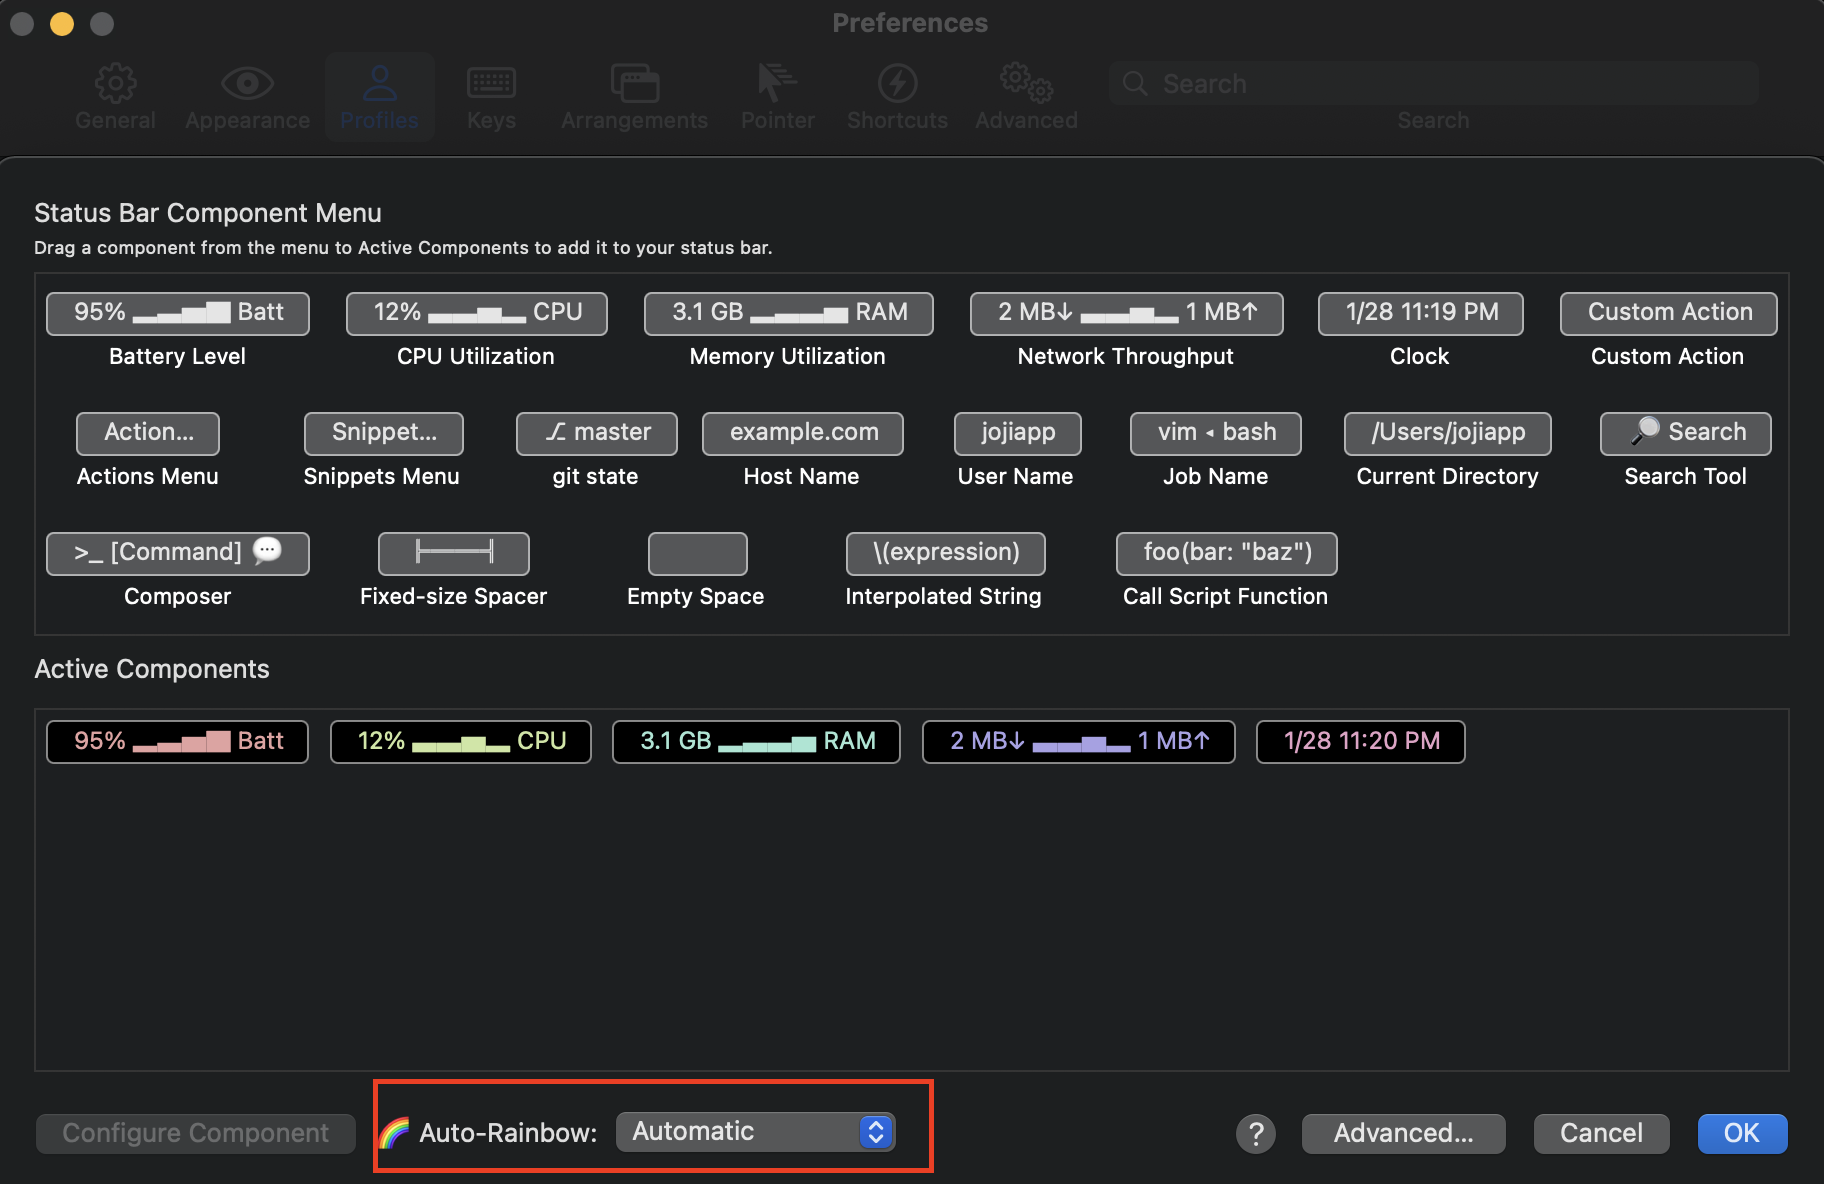 Preferences
General Appearance Profiles Keys Arrangements Pointer Shortcuts Advanced Search
Search
Status Bar Component Menu
Drag a component from the menu to Active Components to add it to your status bar.
95% ▂▃▅▇ Batt 12% ▂▂▅▂ CPU 3.1 GB ▂▃▃▅ RAM 2 MB↓ ▂▂▅▂ 1 MB↑ 1/28 11:19 PM Custom Action
Battery Level CPU Utilization Memory Utilization Network Throughput Clock Custom Action
Action... Snippet... ⎇ master example.com jojiapp vim ◂ bash /Users/jojiapp 🔎 Search
Actions Menu Snippets Menu git state Host Name User Name Job Name Current Directory Search Tool
>_ [Command] 💬 \(expression) foo(bar: "baz")
Composer Fixed-size Spacer Empty Space Interpolated String Call Script Function
Active Components
95% ▂▃▅▇ Batt 12% ▂▂▅▂ CPU 3.1 GB ▂▃▃▅ RAM 2 MB↓ ▂▂▅▂ 1 MB↑ 1/28 11:20 PM
Configure Component 🌈 Auto-Rainbow: Automatic ? Advanced... Cancel OK